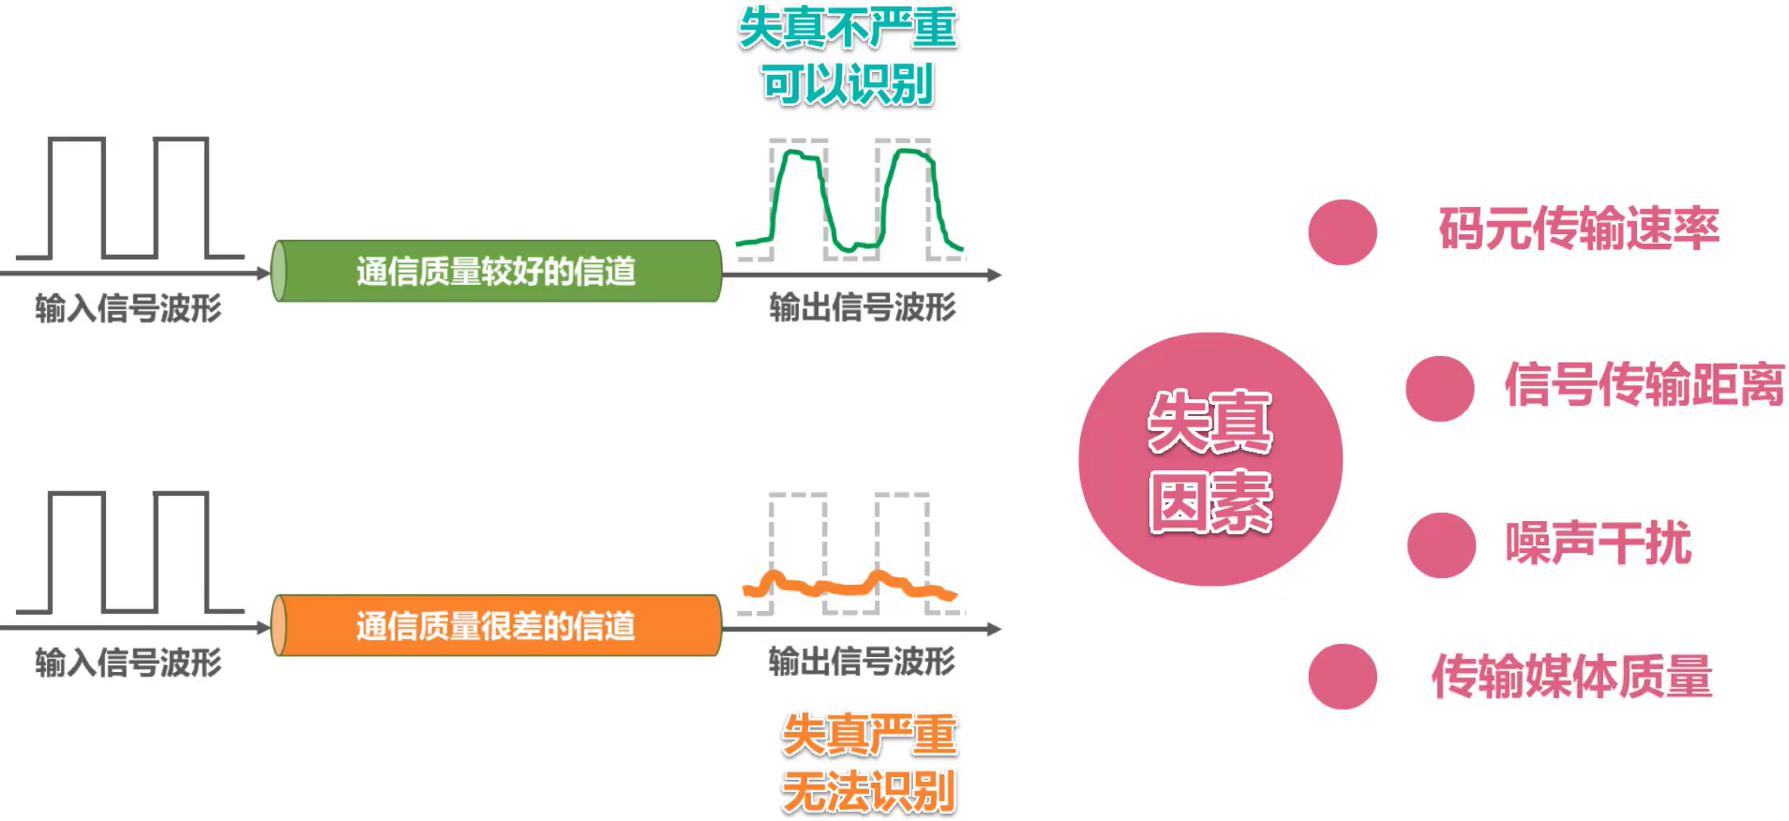 失真不严重
可以识别
通信质量较好的信道
输入信号波形
输出信号波形
通信质量很差的信道
输入信号波形
输出信号波形
失真严重
无法识别
失真
因素
码元传输速率
信号传输距离
噪声干扰
传输媒体质量